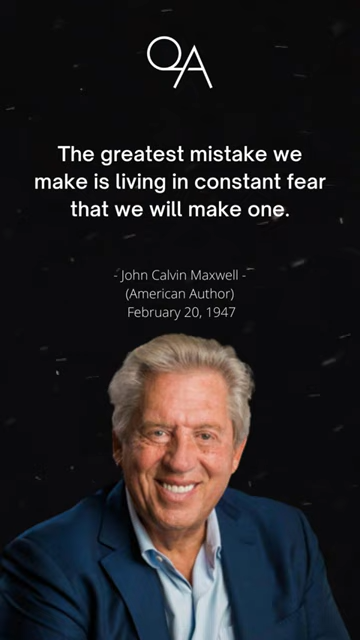 QA
The greatest mistake we
make is living in constant fear
that we will make one.
- John Calvin Maxwell -
(American Author)
February 20, 1947